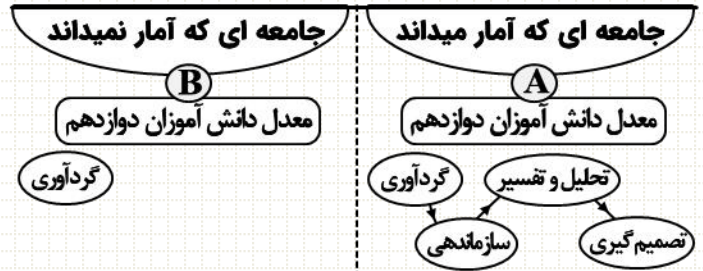 جامعه ای که آمار میداند
A
معدل دانش آموزان دوازدهم
گردآوری
تحلیل و تفسیر
سازماندهی
تصمیم گیری
جامعه ای که آمار نمیداند
B
معدل دانش آموزان دوازدهم
گردآوری